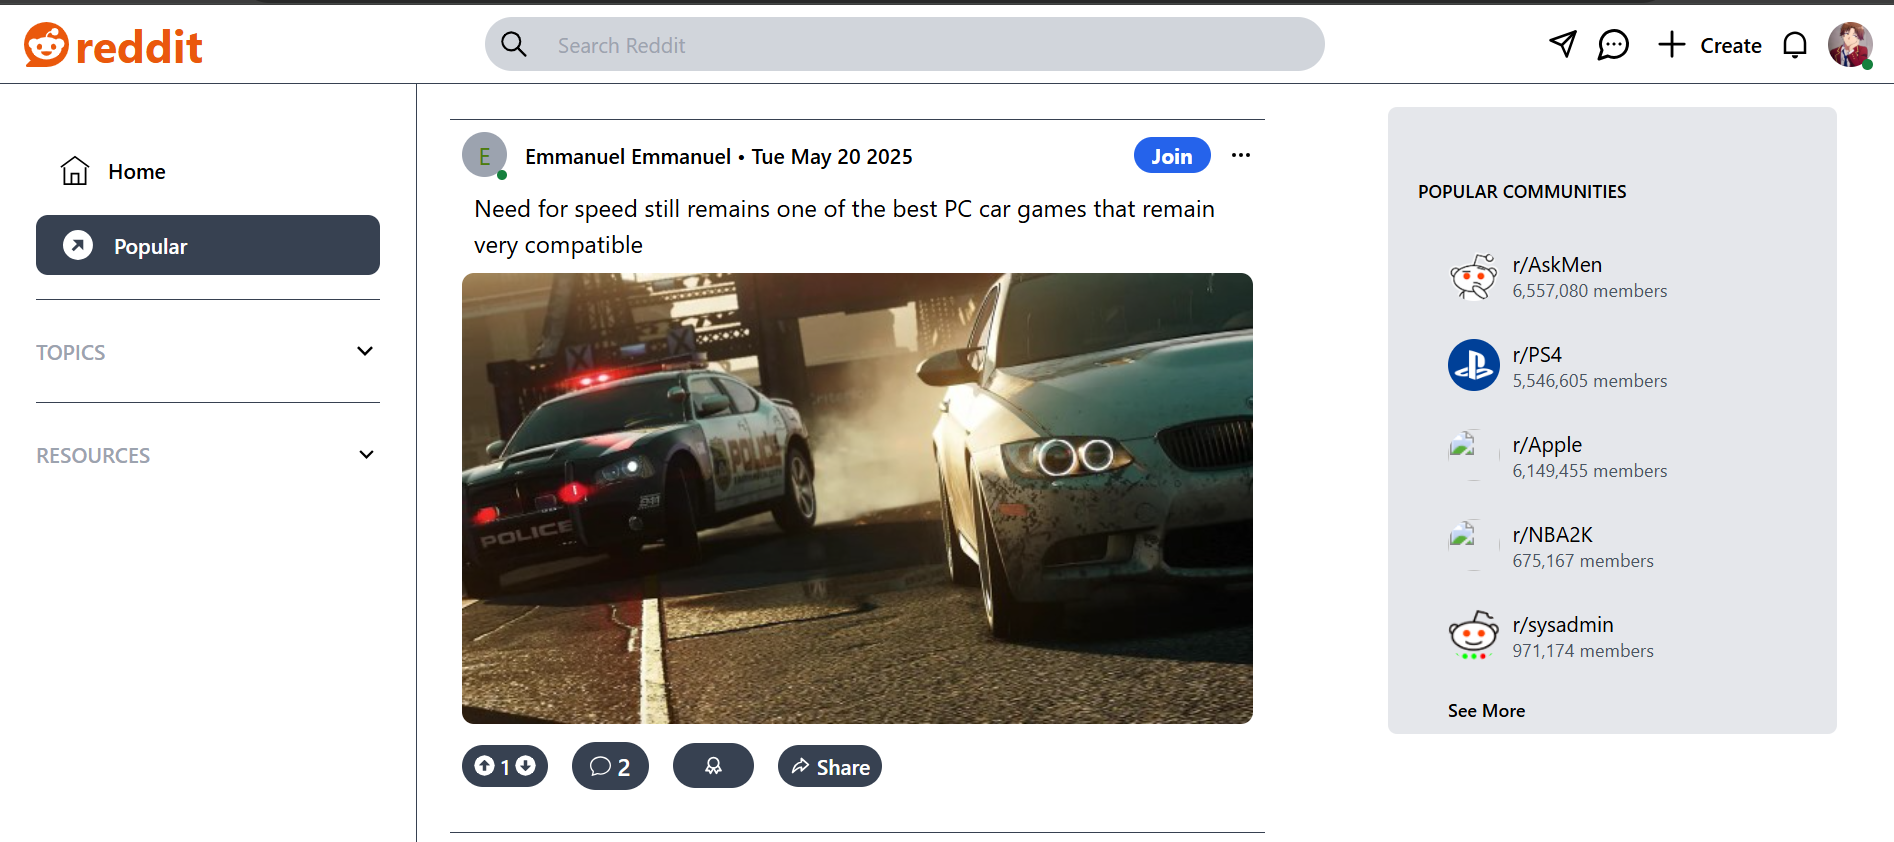 reddit
Search Reddit
Create
Home
Popular
TOPICS
RESOURCES
E
Emmanuel Emmanuel • Tue May 20 2025
Join
Need for speed still remains one of the best PC car games that remain
very compatible
POLICE
POLICE
1
2
Share
POPULAR COMMUNITIES
r/AskMen
6,557,080 members
r/PS4
5,546,605 members
r/Apple
6,149,455 members
r/NBA2K
675,167 members
r/sysadmin
971,174 members
See More